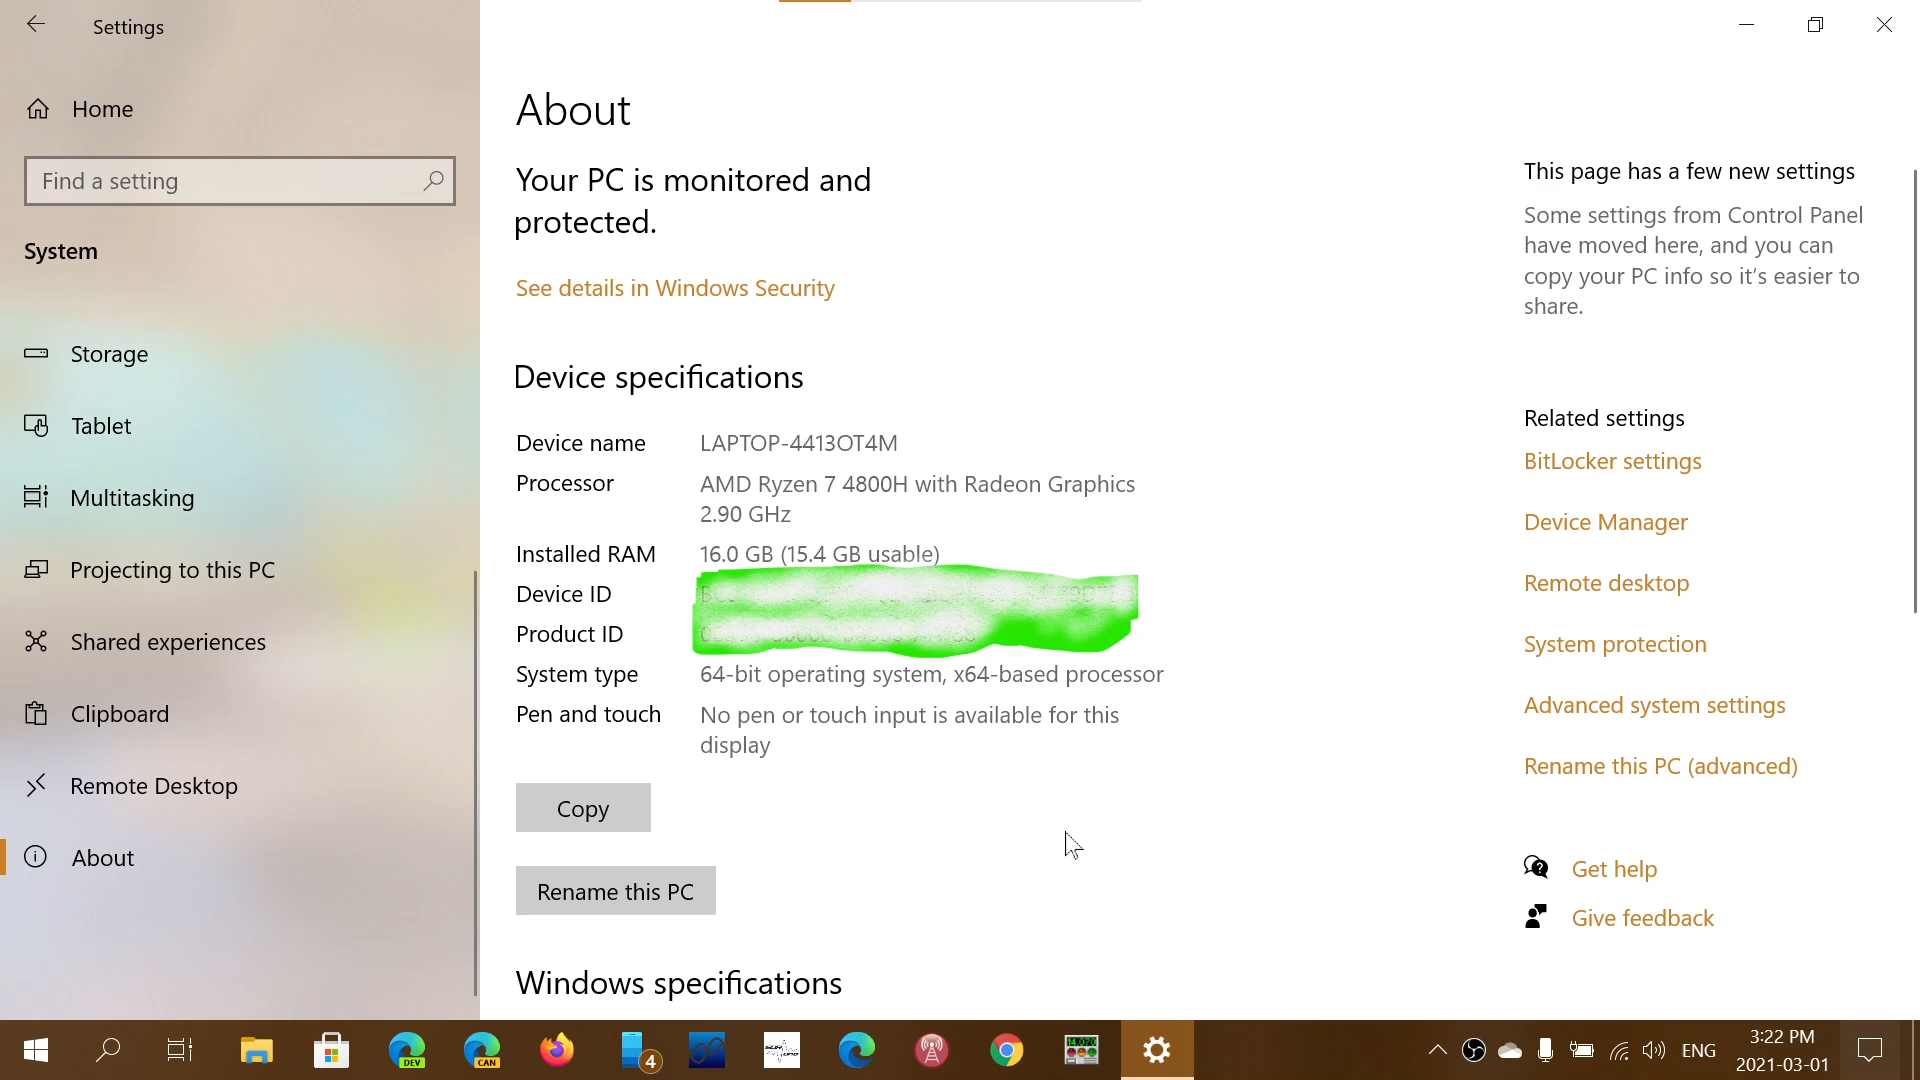 Settings
Home
Find a setting
System
Storage
Tablet
Multitasking
Projecting to this PC
Shared experiences
Clipboard
Remote Desktop
About
About
Your PC is monitored and
protected.
See details in Windows Security
Device specifications
Device name LAPTOP-4413OT4M
Processor AMD Ryzen 7 4800H with Radeon Graphics
2.90 GHz
Installed RAM 16.0 GB (15.4 GB usable)
Device ID
Product ID
System type 64-bit operating system, x64-based processor
Pen and touch No pen or touch input is available for this
display
Copy
Rename this PC
Windows specifications
This page has a few new settings
Some settings from Control Panel
have moved here, and you can
copy your PC info so it’s easier to
share.
Related settings
BitLocker settings
Device Manager
Remote desktop
System protection
Advanced system settings
Rename this PC (advanced)
Get help
Give feedback
DEV
CAN
4
ENG
3:22 PM
2021-03-01